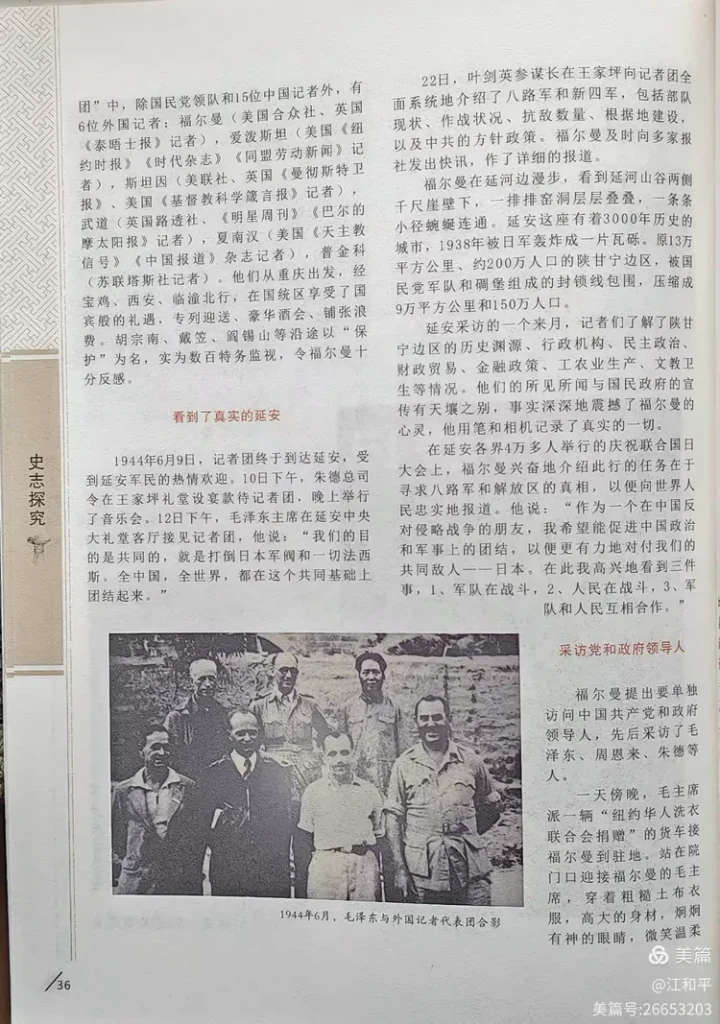 团”中，除国民党领队和15位中国记者外，有
6位外国记者：福尔曼（美国合众社、英国
《泰晤士报》记者），爱泼斯坦（美国《纽
约时报》《时代杂志》《同盟劳动新闻》记
者），斯坦因（美联社、英国《曼彻斯特卫
报》、美国《基督教科学箴言报》记者），
武道（英国路透社、《明星周刊》《巴尔的
摩太阳报》记者），夏南汉（美国《天主教
信号》《中国报道》杂志记者），普金科
（苏联塔斯社记者）。他们从重庆出发，经
宝鸡、西安、临潼北行，在国统区享受了国
宾般的礼遇，专列迎送、豪华酒会、铺张浪
费。胡宗南、戴笠、阎锡山等沿途以“保
护”为名，实为数百特务监视，令福尔曼十
分反感。
看到了真实的延安
1944年6月9日，记者团终于到达延安，受
到延安军民的热情欢迎。10日下午，朱德总司
令在王家坪礼堂设宴款待记者团，晚上举行
了音乐会。12日下午，毛泽东主席在延安中央
大礼堂客厅接见记者团，他说：“我们的目
的是共同的，就是打倒日本军阀和一切法西
斯。全中国，全世界，都在这个共同基础上
团结起来。”
22日，叶剑英参谋长在王家坪向记者团全
面系统地介绍了八路军和新四军，包括部队
现状、作战状况、抗敌数量、根据地建设，
以及中共的方针政策。福尔曼及时向多家报
社发出快讯，作了详细的报道。
福尔曼在延河边漫步，看到延河山谷两侧
千尺崖壁下，一排排窑洞层层叠叠，一条条
小径蜿蜒连通。延安这座有着3000年历史的
城市，1938年被日军轰炸成一片瓦砾。原13万
平方公里、约200万人口的陕甘宁边区，被国
民党军队和碉堡组成的封锁线包围，压缩成
9万平方公里和150万人口。
延安采访的一个来月，记者们了解了陕甘
宁边区的历史渊源、行政机构、民主政治、
财政贸易、金融政策、工农业生产、文教卫
生等情况。他们的所见所闻与国民政府的宣
传有天壤之别，事实深深地震撼了福尔曼的
心灵，他用笔和相机记录了真实的一切。
在延安各界4万多人举行的庆祝联合国日
大会上，福尔曼兴奋地介绍此行的任务在于
寻求八路军和解放区的真相，以便向世界人
民忠实地报道。他说：“作为一个在中国反
对侵略战争的朋友，我希望能促进中国政治
和军事上的团结，以便更有力地对付我们的
共同敌人——日本。在此我高兴地看到三件
事，1、军队在战斗，2、人民在战斗，3、军
队和人民互相合作。”
采访党和政府领导人
福尔曼提出要单独
访问中国共产党和政府
领导人，先后采访了毛
泽东、周恩来、朱德等
人。
一天傍晚，毛主席
派一辆“纽约华人洗衣
联合会捐赠”的货车接
福尔曼到驻地。站在院
门口迎接福尔曼的毛主
席，穿着粗糙土布衣
服，高大的身材，炯炯
有神的眼睛，微笑温柔
1944年6月，毛泽东与外国记者代表团合影
史志探究
36
美篇
@江和平
美篇号:26653203